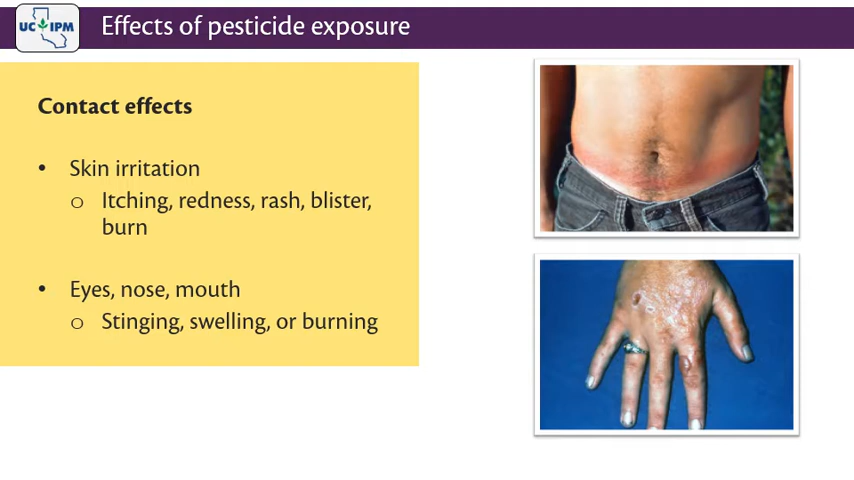 UC IPM
Effects of pesticide exposure
Contact effects
• Skin irritation
o Itching, redness, rash, blister,
burn
• Eyes, nose, mouth
o Stinging, swelling, or burning